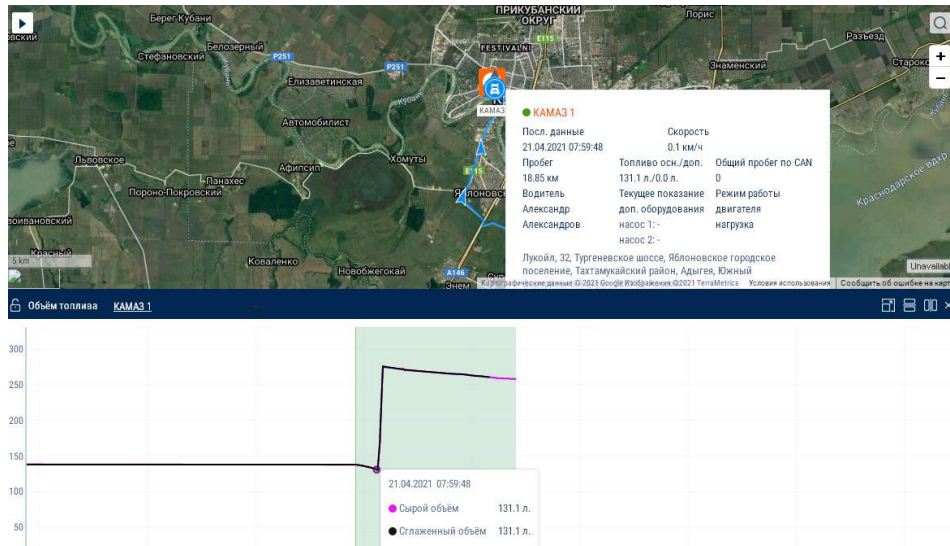 ПРИКУБАНСКИЙ
ОКРУГ
Лорис
Берег Кубани
Белозерный
Стефановский
P251
E115
FESTIVALNI
Разъезд
Знаменский
P251
Елизаветинская
Кубань
КАМАЗ
Автомобилист
Львовское
Афипсип
Хомуты
Панахес
Пороно-Покровский
E115
Краснодарское вдхр
Красный
5 km
Коваленко
Новобжегокай
A146
Энем
КАМАЗ 1
Посл. данные Скорость
21.04.2021 07:59:48 0.1 км/ч
Пробег Топливо осн./доп. Общий пробег по CAN
18.85 км 131.1 л./0.0 л. 0
Водитель Текущее показание Режим работы
Александр доп. оборудования двигателя
Александров насос 1: - нагрузка
насос 2: -
Лукойл, 32, Тургеневское шоссе, Яблоновское городское
поселение, Тахтамукайский район, Адыгея, Южный
Unavailabl
Картографические данные © 2021 Google Изображения ©2021 TerraMetrics Условия использования Сообщить об ошибке на карт
Объём топлива КАМАЗ 1
300
250
200
150
100
50
21.04.2021 07:59:48
Сырой объём 131.1 л.
Сглаженный объём 131.1 л.